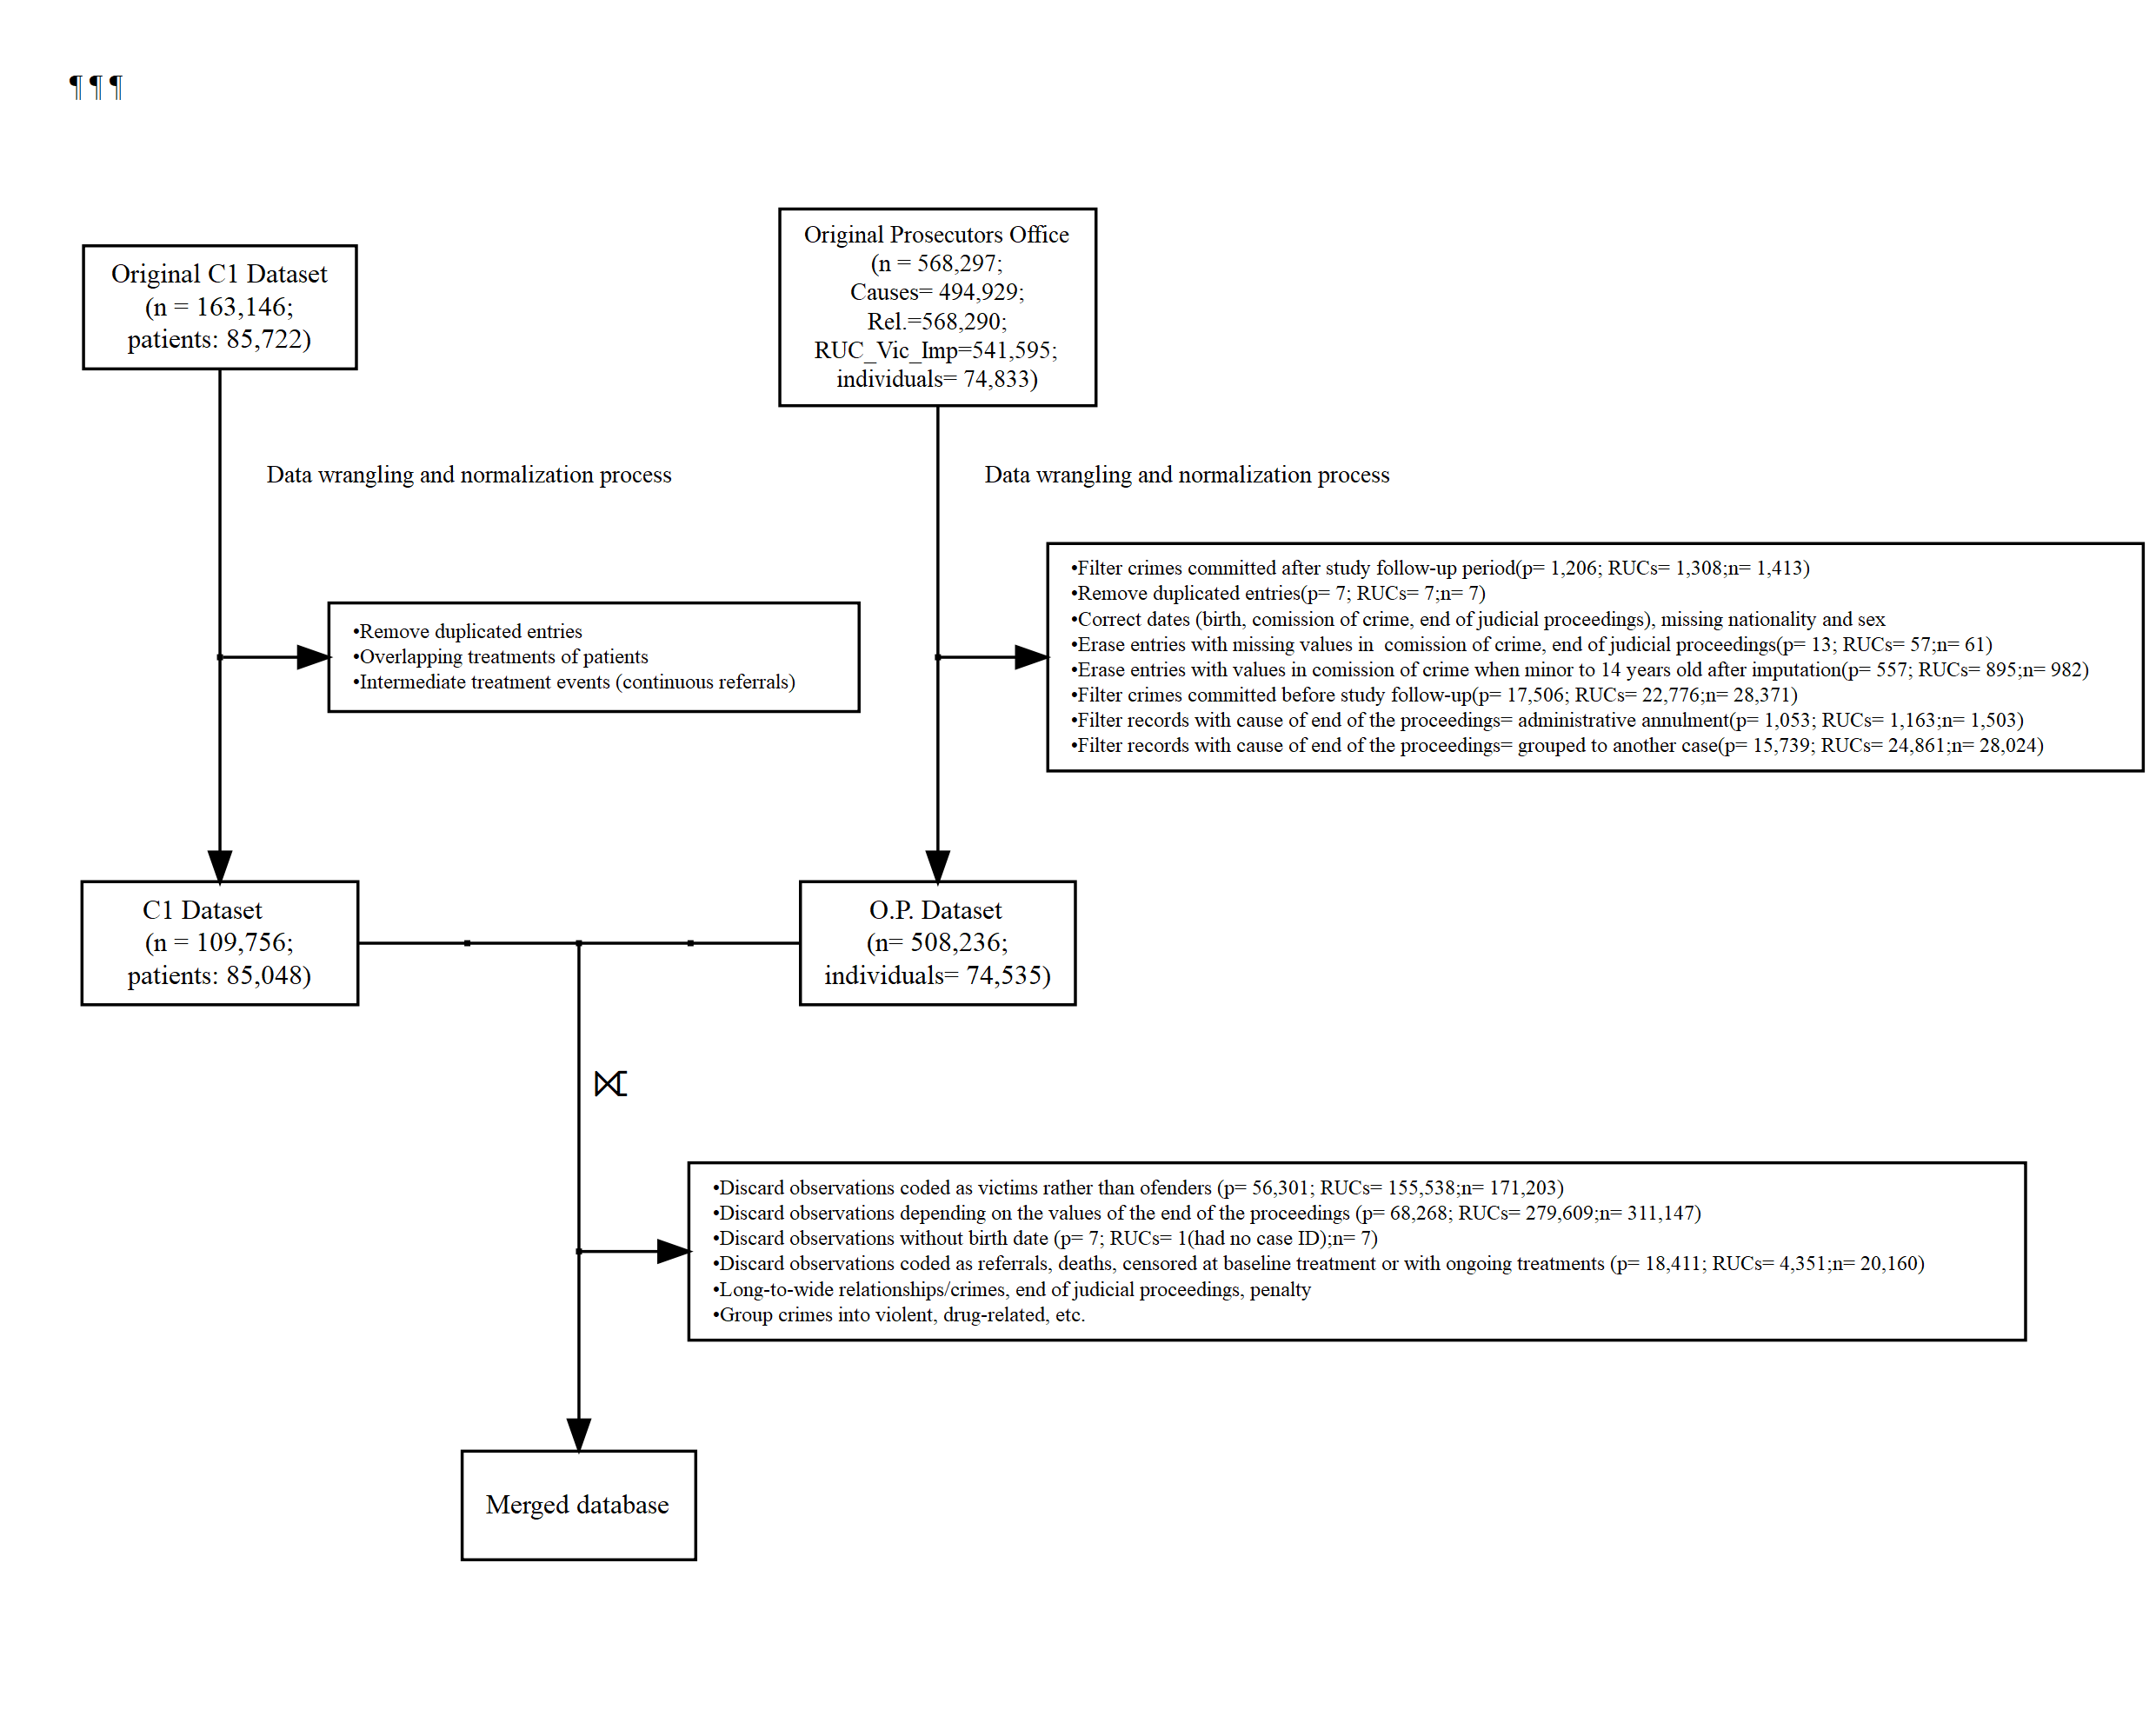 ¶¶¶
Original C1 Dataset
(n = 163,146;
patients: 85,722)
Original Prosecutors Office
(n = 568,297;
Causes= 494,929;
Rel.=568,290;
RUC_Vic_Imp=541,595;
individuals= 74,833)
Data wrangling and normalization process
Data wrangling and normalization process
•Remove duplicated entries
•Overlapping treatments of patients
•Intermediate treatment events (continuous referrals)
•Filter crimes committed after study follow-up period(p= 1,206; RUCs= 1,308;n= 1,413)
•Remove duplicated entries(p= 7; RUCs= 7;n= 7)
•Correct dates (birth, comission of crime, end of judicial proceedings), missing nationality and sex
•Erase entries with missing values in  comission of crime, end of judicial proceedings(p= 13; RUCs= 57;n= 61)
•Erase entries with values in comission of crime when minor to 14 years old after imputation(p= 557; RUCs= 895;n= 982)
•Filter crimes committed before study follow-up(p= 17,506; RUCs= 22,776;n= 28,371)
•Filter records with cause of end of the proceedings= administrative annulment(p= 1,053; RUCs= 1,163;n= 1,503)
•Filter records with cause of end of the proceedings= grouped to another case(p= 15,739; RUCs= 24,861;n= 28,024)
C1 Dataset
(n = 109,756;
patients: 85,048)
O.P. Dataset
(n= 508,236;
individuals= 74,535)
⟖
•Discard observations coded as victims rather than ofenders (p= 56,301; RUCs= 155,538;n= 171,203)
•Discard observations depending on the values of the end of the proceedings (p= 68,268; RUCs= 279,609;n= 311,147)
•Discard observations without birth date (p= 7; RUCs= 1(had no case ID);n= 7)
•Discard observations coded as referrals, deaths, censored at baseline treatment or with ongoing treatments (p= 18,411; RUCs= 4,351;n= 20,160)
•Long-to-wide relationships/crimes, end of judicial proceedings, penalty
•Group crimes into violent, drug-related, etc.
Merged database